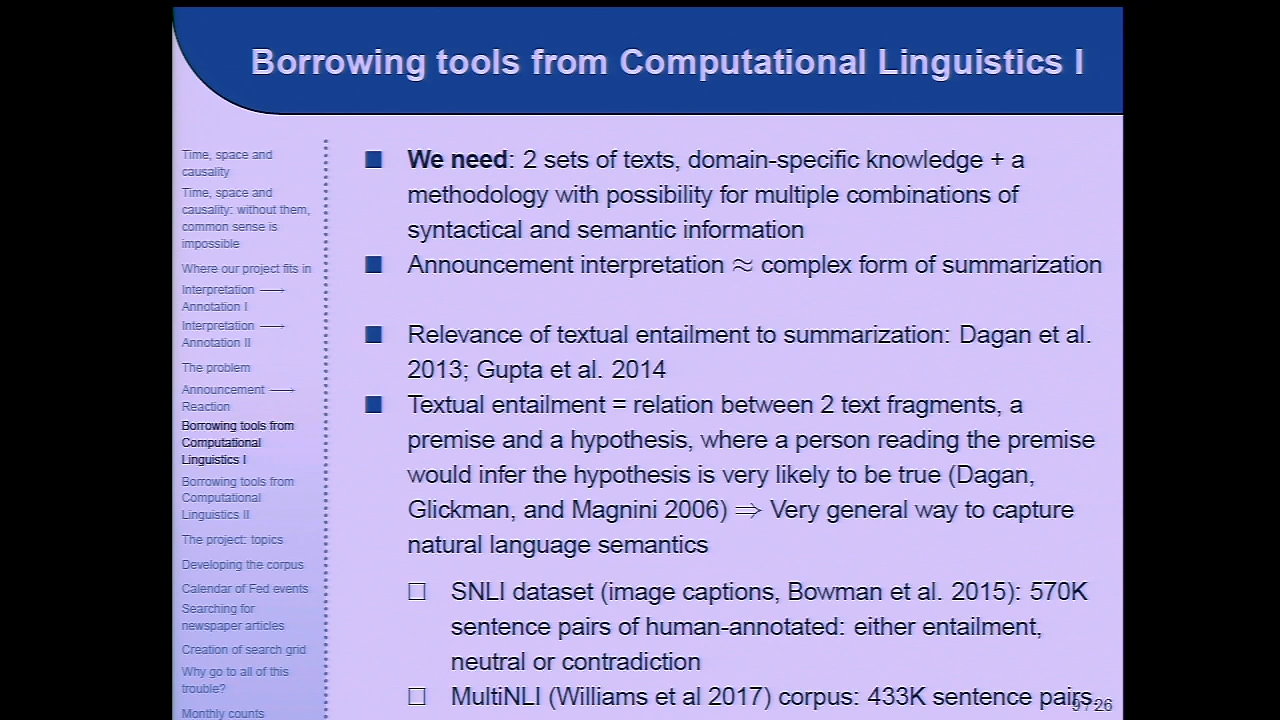 Borrowing tools from Computational Linguistics I
Time, space and
causality
Time, space and
causality: without them,
common sense is
impossible
Where our project fits in
Interpretation ⟶
Annotation I
Interpretation ⟶
Annotation II
The problem
Announcement ⟶
Reaction
Borrowing tools from
Computational
Linguistics I
Borrowing tools from
Computational
Linguistics II
The project: topics
Developing the corpus
Calendar of Fed events
Searching for
newspaper articles
Creation of search grid
Why go to all of this
trouble?
Monthly counts
We need: 2 sets of texts, domain-specific knowledge + a
methodology with possibility for multiple combinations of
syntactical and semantic information
Announcement interpretation ≈ complex form of summarization
Relevance of textual entailment to summarization: Dagan et al.
2013; Gupta et al. 2014
Textual entailment = relation between 2 text fragments, a
premise and a hypothesis, where a person reading the premise
would infer the hypothesis is very likely to be true (Dagan,
Glickman, and Magnini 2006) ⇒ Very general way to capture
natural language semantics
SNLI dataset (image captions, Bowman et al. 2015): 570K
sentence pairs of human-annotated: either entailment,
neutral or contradiction
MultiNLI (Williams et al 2017) corpus: 433K sentence pairs
/ 26